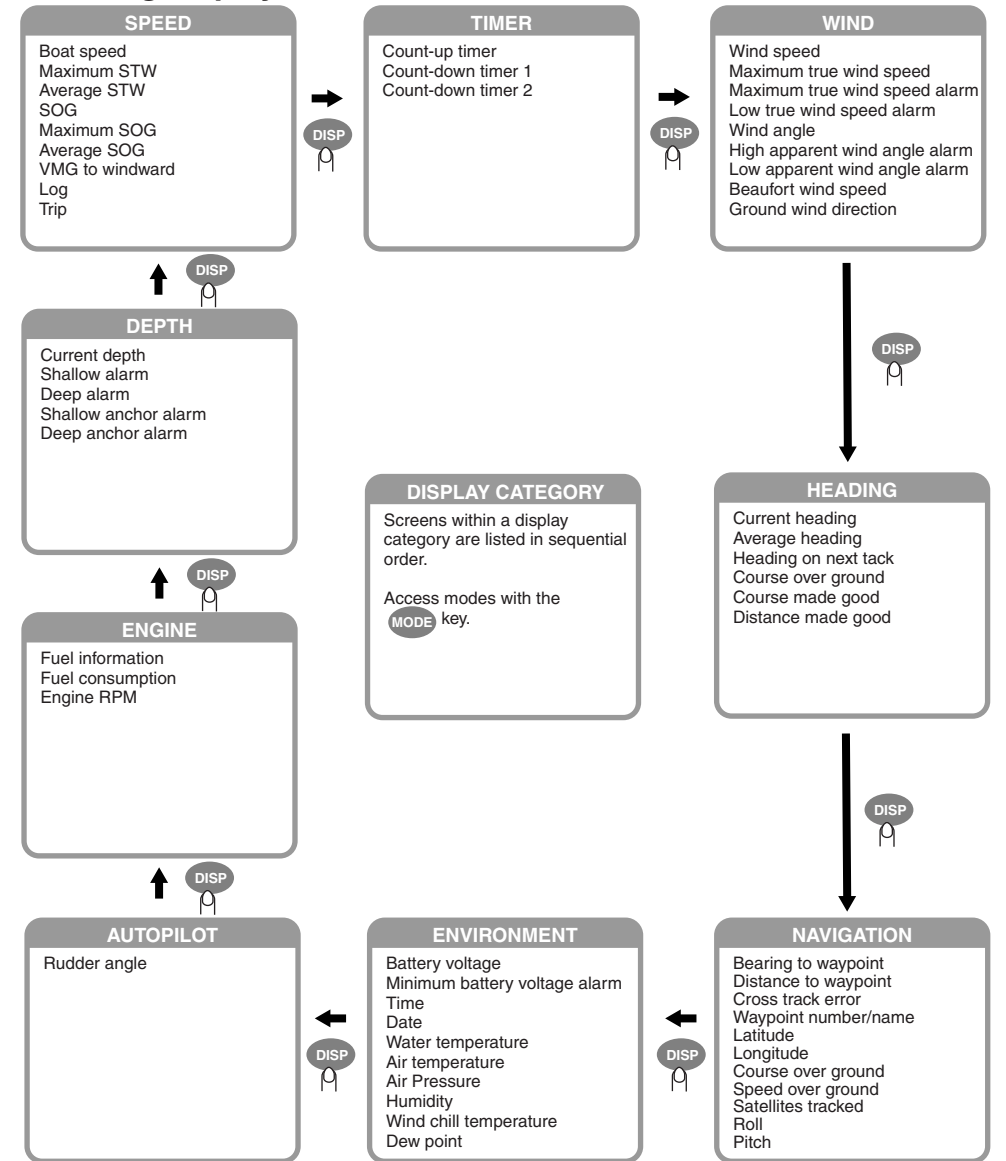 SPEED
Boat speed
Maximum STW
Average STW
SOG
Maximum SOG
Average SOG
VMG to windward
Log
Trip
DISP
TIMER
Count-up timer
Count-down timer 1
Count-down timer 2
DISP
WIND
Wind speed
Maximum true wind speed
Maximum true wind speed alarm
Low true wind speed alarm
Wind angle
High apparent wind angle alarm
Low apparent wind angle alarm
Beaufort wind speed
Ground wind direction
DISP
DISP
DEPTH
Current depth
Shallow alarm
Deep alarm
Shallow anchor alarm
Deep anchor alarm
DISPLAY CATEGORY
Screens within a display
category are listed in sequential
order.
Access modes with the
MODE key.
HEADING
Current heading
Average heading
Heading on next tack
Course over ground
Course made good
Distance made good
DISP
DISP
ENGINE
Fuel information
Fuel consumption
Engine RPM
DISP
AUTOPILOT
Rudder angle
DISP
ENVIRONMENT
Battery voltage
Minimum battery voltage alarm
Time
Date
Water temperature
Air temperature
Air Pressure
Humidity
Wind chill temperature
Dew point
DISP
NAVIGATION
Bearing to waypoint
Distance to waypoint
Cross track error
Waypoint number/name
Latitude
Longitude
Course over ground
Speed over ground
Satellites tracked
Roll
Pitch